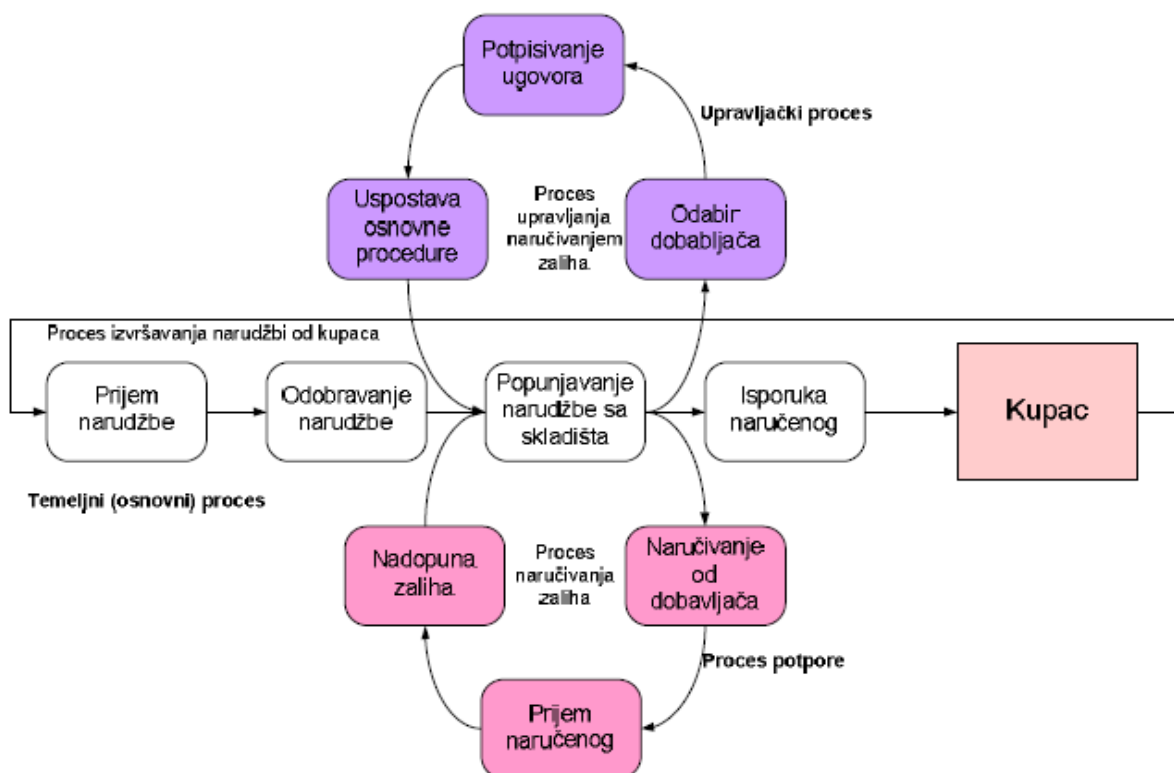 Potpisivanje
ugovora
Upravljački proces
Uspostava
osnovne
procedure
Proces
upravljanja
naručivanjem
zaliha
Odabir
dobabljača
Proces izvršavanja narudžbi od kupaca
Prijem
narudžbe
Odobravanje
narudžbe
Popunjavanje
narudžbe sa
skladišta
Isporuka
naručenog
Kupac
Temeljni (osnovni) proces
Nadopuna
zaliha
Proces
naručivanja
zaliha
Naručivanje
od
dobavljača
Proces potpore
Prijem
naručenog